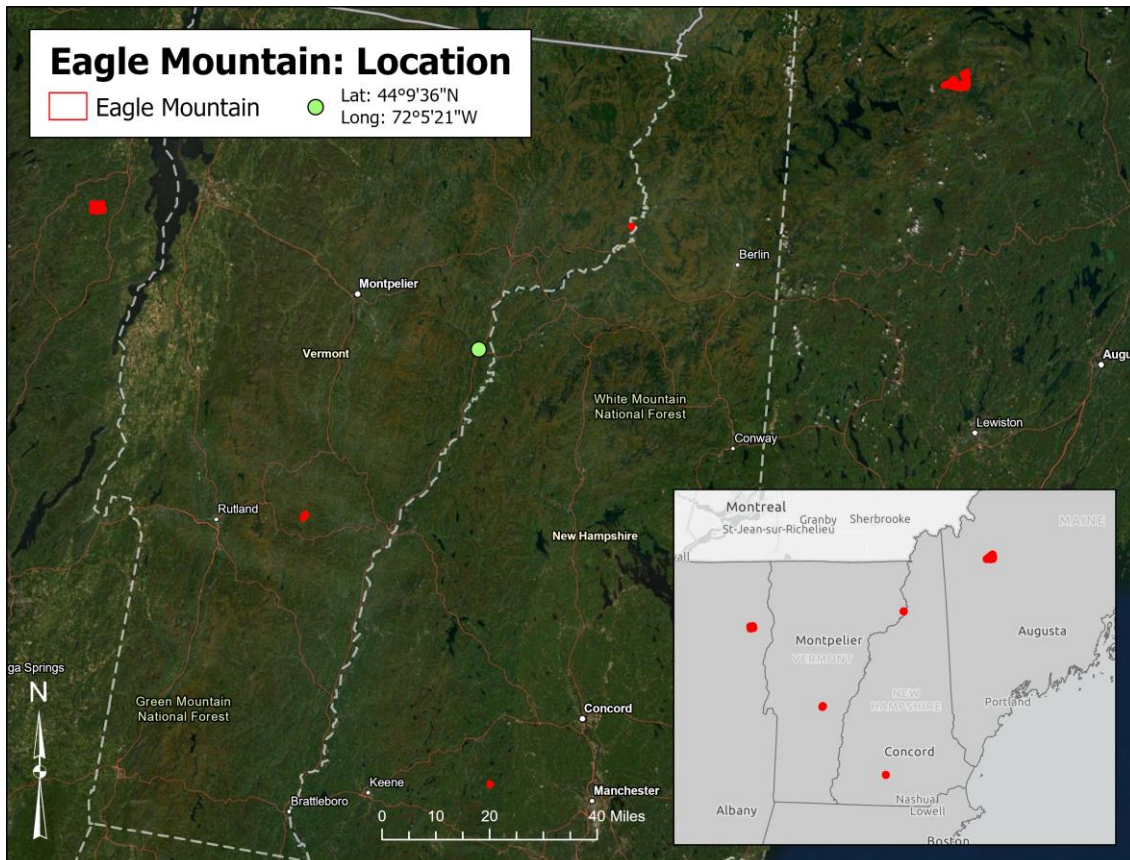 Eagle Mountain: Location
Eagle Mountain
Lat: 44°9'36"N
Long: 72°5'21"W
Berlin
Montpelier
Vermont
Augu
White Mountain
National Forest
Lewiston
Conway
Rutland
New Hampshire
ga Springs
N
Green Mountain
National Forest
Concord
Keene
Manchester
Brattleboro
0 20 40 Miles
Montreal
Granby
Sherbrooke
St-Jean-sur-Richelieu
wall
MAINE
Montpelier
VERMONT
Augusta
NEW
HAMPSHIRE
Portland
Concord
Nashua
Lowell
Albany
Boston